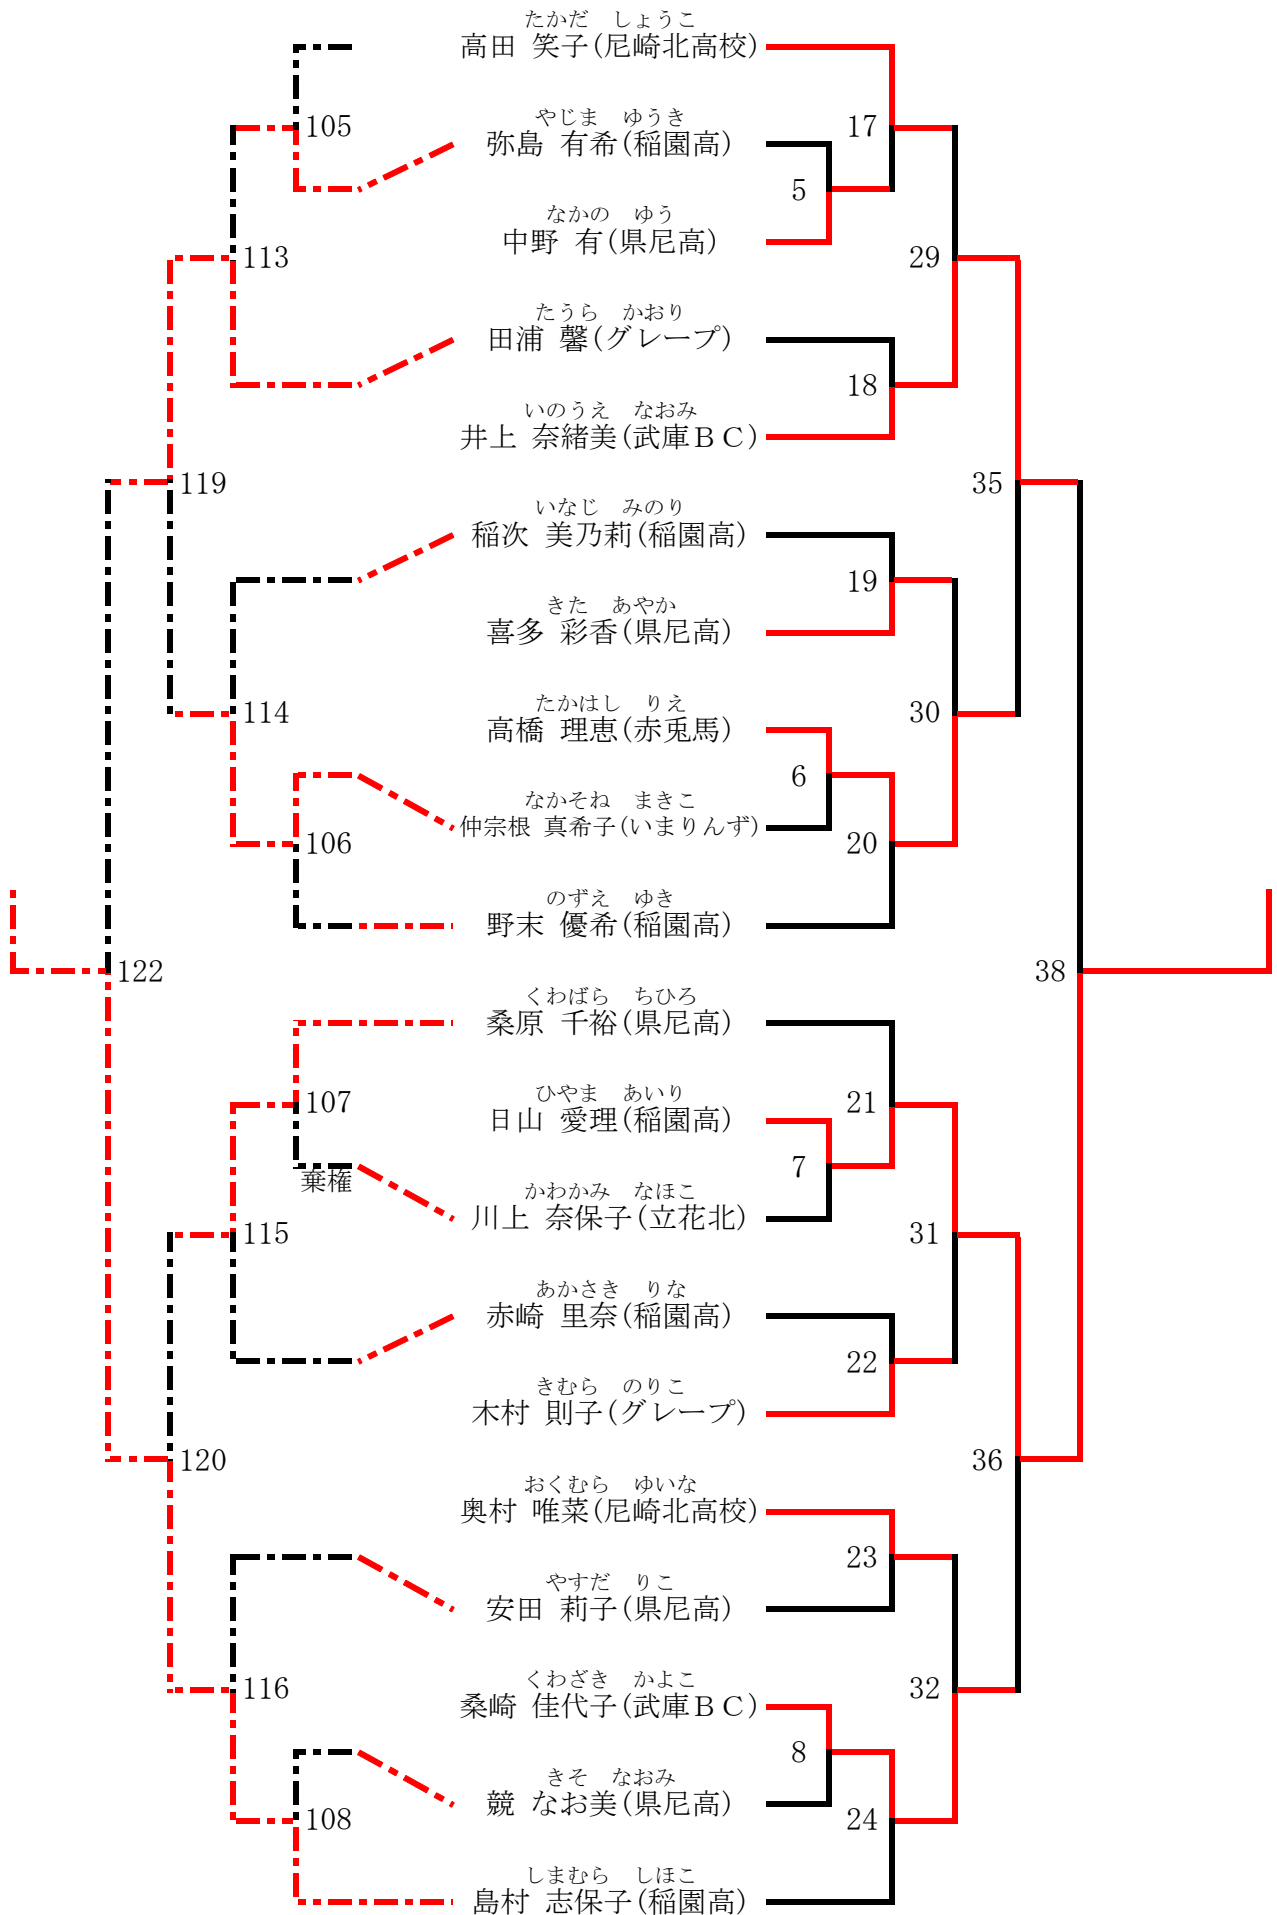 たかだ　しょうこ
高田 笑子(尼崎北高校)
105
17
やじま　ゆうき
弥島 有希(稲園高)
5
なかの　ゆう
中野 有(県尼高)
113
29
たうら　かおり
田浦 馨(グレープ)
18
いのうえ　なおみ
井上 奈緒美(武庫ＢＣ)
119
35
いなじ　みのり
稲次 美乃莉(稲園高)
19
きた　あやか
喜多 彩香(県尼高)
114
30
たかはし　りえ
高橋 理恵(赤兎馬)
6
なかそね　まきこ
仲宗根 真希子(いまりんず)
106
20
のずえ　ゆき
野末 優希(稲園高)
122
38
くわばら　ちひろ
桑原 千裕(県尼高)
107
21
ひやま　あいり
日山 愛理(稲園高)
7
棄権
かわかみ　なほこ
川上 奈保子(立花北)
115
31
あかさき　りな
赤崎 里奈(稲園高)
22
きむら　のりこ
木村 則子(グレープ)
120
36
おくむら　ゆいな
奥村 唯菜(尼崎北高校)
23
やすだ　りこ
安田 莉子(県尼高)
116
32
くわざき　かよこ
桑崎 佳代子(武庫ＢＣ)
8
きそ　なおみ
競 なお美(県尼高)
108
24
しまむら　しほこ
島村 志保子(稲園高)